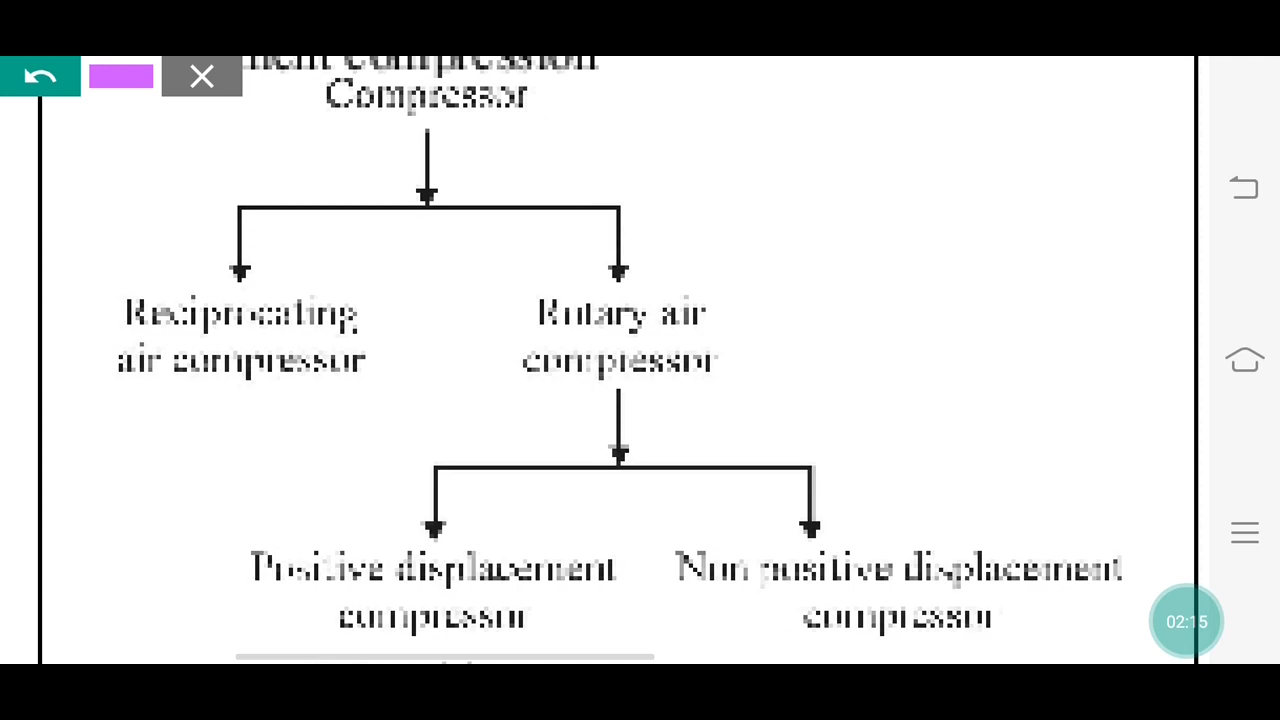 Compressor
Reciprocating
air compressor
Rotary air
compressor
Positive displacement
compressor
Non positive displacement
compressor
02:15